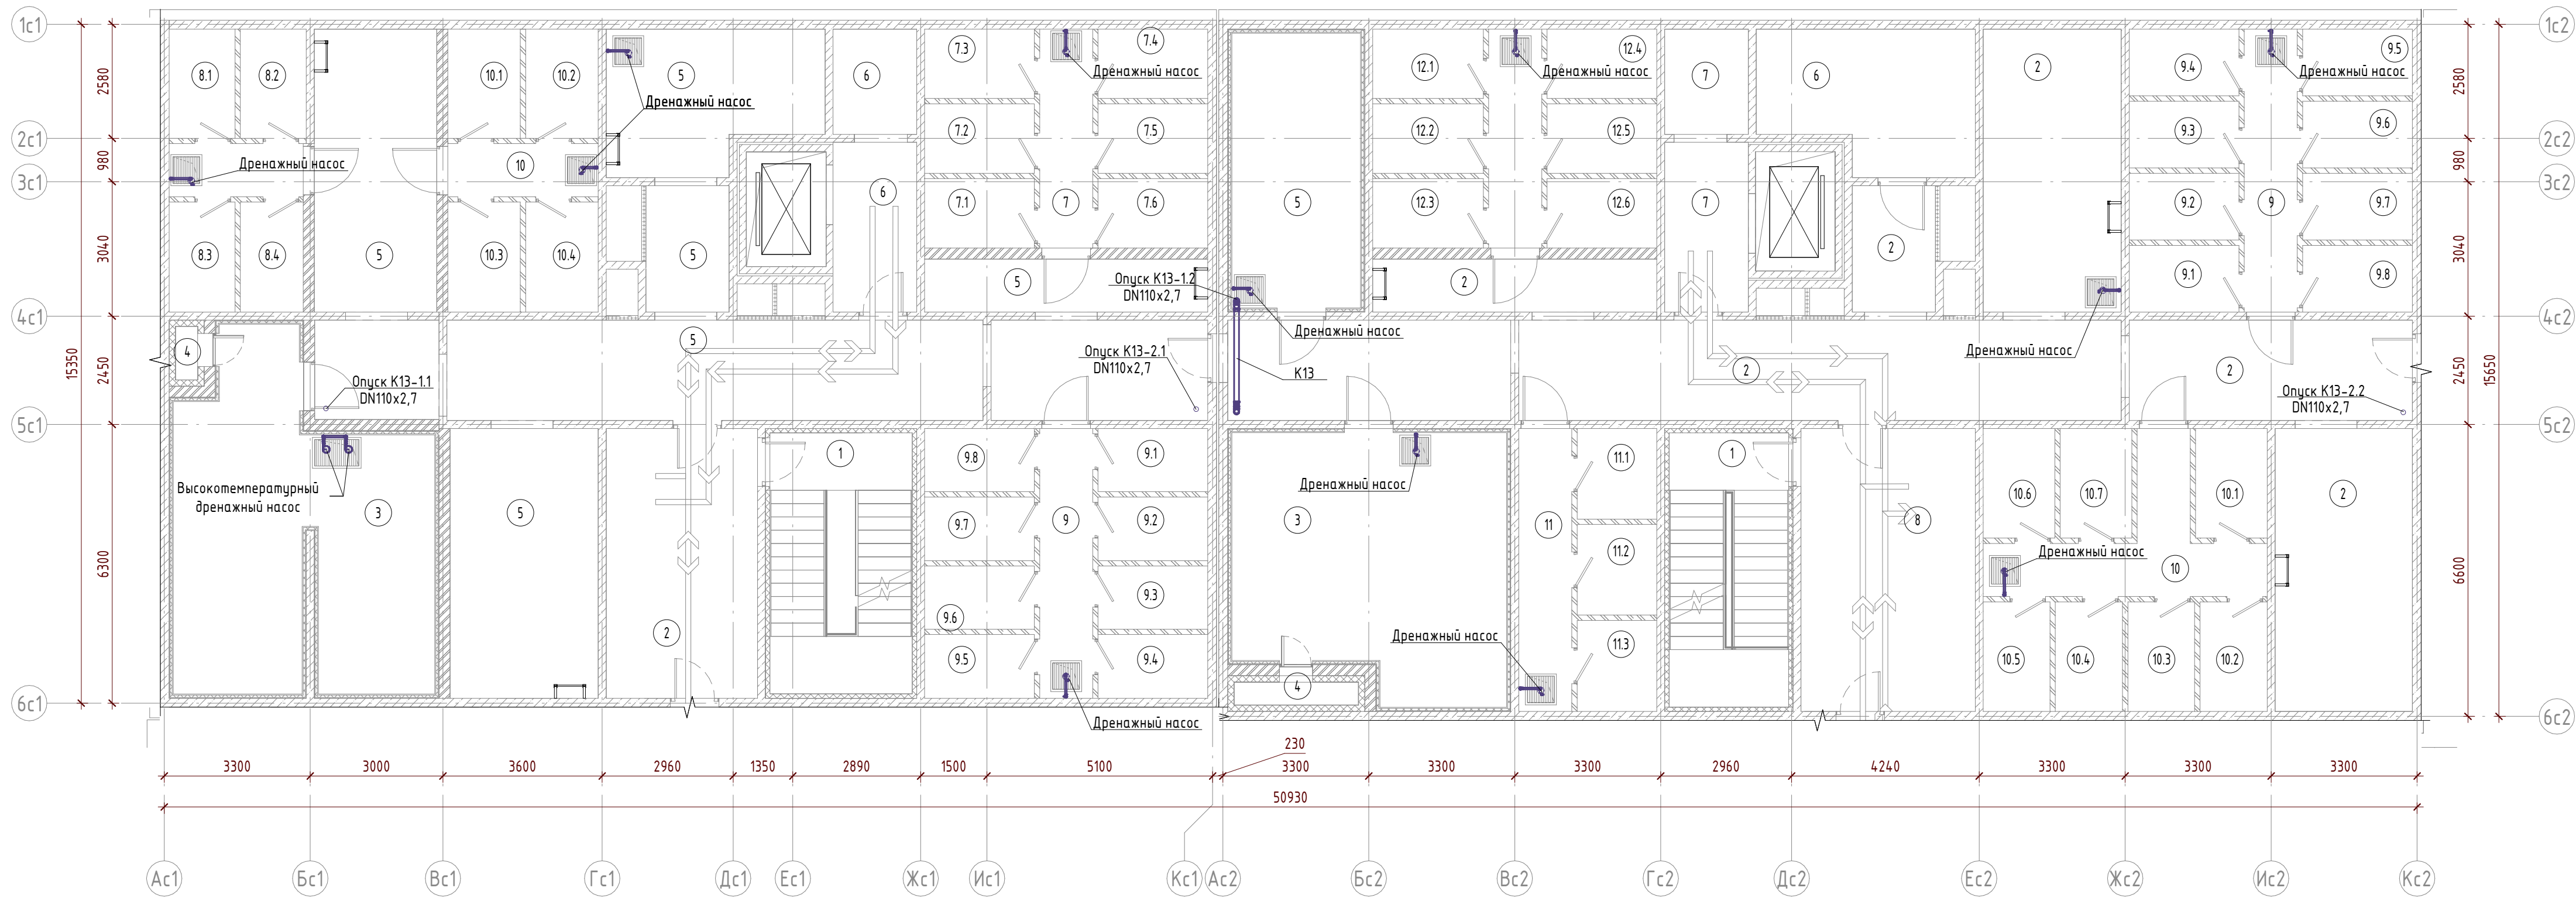 1с1
1с2
7.4
12.4
9.5
7.3
12.1
9.4
8.1
8.2
10.1
10.2
5
6
Дренажный насос
Дренажный насос
7
6
2
Дренажный насос
2580
2580
Дренажный насос
7.2
7.5
12.2
12.5
9.3
9.6
2с1
2с2
980
Дренажный насос
10
980
3с1
3с2
6
7.1
7
7.6
5
12.3
12.6
7
9.2
9
9.7
3040
8.3
8.4
5
10.3
10.4
5
2
3040
5
Опуск К13-1.2
DN110x2,7
2
9.1
9.8
4с1
4с2
15350
2450
4
5
Опуск К13-2.1
DN110x2,7
Дренажный насос
Дренажный насос
2450
15650
Опуск К13-1.1
DN110x2,7
К13
2
2
Опуск К13-2.2
DN110x2,7
5с1
5с2
1
9.8
9.1
11.1
1
Высокотемпературный
дренажный насос
Дренажный насос
10.6
10.7
10.1
2
3
5
9.7
9
9.2
3
11
8
6300
11.2
Дренажный насос
10
6600
9.6
9.3
2
Дренажный насос
11.3
9.5
9.4
10.5
10.4
10.3
10.2
4
6с1
6с2
Дренажный насос
230
3300
3000
3600
2960
1350
2890
1500
5100
3300
3300
3300
2960
4240
3300
3300
3300
50930
Ас1
Бс1
Вс1
Гс1
Дс1
Ес1
Жс1
Ис1
Кс1
Ас2
Бс2
Вс2
Гс2
Дс2
Ес2
Жс2
Ис2
Кс2